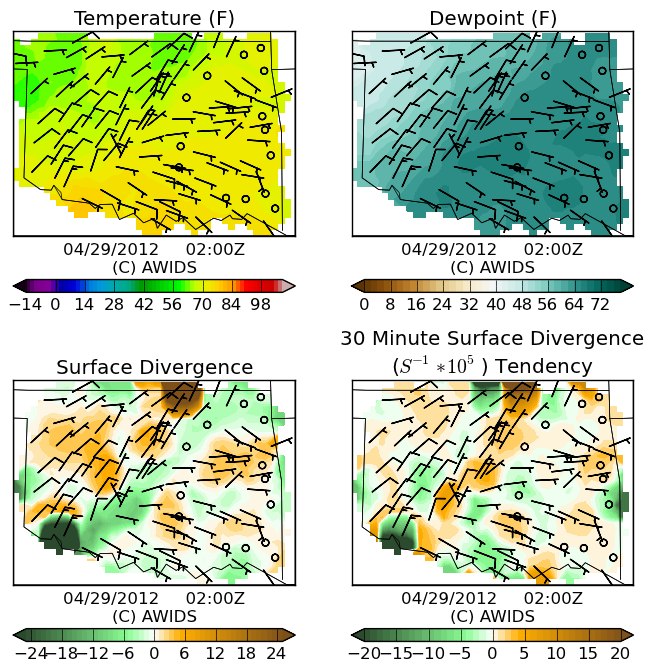 Temperature (F)
Dewpoint (F)
04/29/2012 02:00Z
(C) AWIDS
04/29/2012 02:00Z
(C) AWIDS
−14 0 14 28 42 56 70 84 98
0 8 16 24 32 40 48 56 64 72
Surface Divergence
30 Minute Surface Divergence
(S⁻¹ ∗10⁵ ) Tendency
04/29/2012 02:00Z
(C) AWIDS
04/29/2012 02:00Z
(C) AWIDS
−24 −18 −12 −6 0 6 12 18 24
−20 −15 −10 −5 0 5 10 15 20